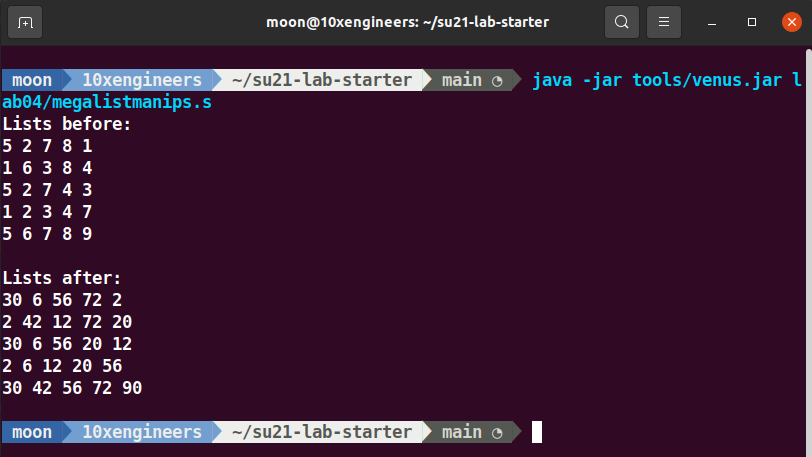 moon@10xengineers: ~/su21-lab-starter
moon 10xengineers ~/su21-lab-starter main java -jar tools/venus.jar l
ab04/megalistmanips.s
Lists before:
5 2 7 8 1
1 6 3 8 4
5 2 7 4 3
1 2 3 4 7
5 6 7 8 9
Lists after:
30 6 56 72 2
2 42 12 72 20
30 6 56 20 12
2 6 12 20 56
30 42 56 72 90
moon 10xengineers ~/su21-lab-starter main